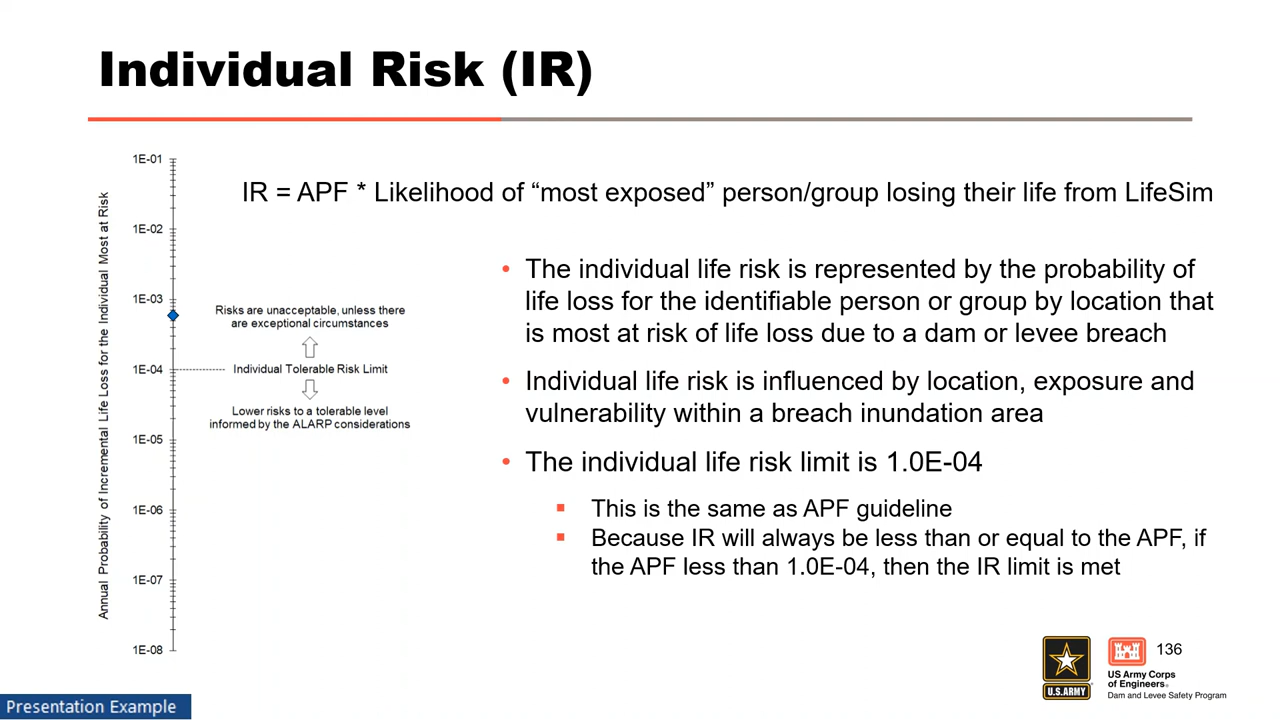 Individual Risk (IR)
IR = APF * Likelihood of “most exposed” person/group losing their life from LifeSim
Annual Probability of Incremental Life Loss for the Individual Most at Risk
1E-01
1E-02
1E-03
1E-04
1E-05
1E-06
1E-07
1E-08
Risks are unacceptable, unless there
are exceptional circumstances
Individual Tolerable Risk Limit
Lower risks to a tolerable level
informed by the ALARP considerations
• The individual life risk is represented by the probability of
life loss for the identifiable person or group by location that
is most at risk of life loss due to a dam or levee breach
• Individual life risk is influenced by location, exposure and
vulnerability within a breach inundation area
• The individual life risk limit is 1.0E-04
▪ This is the same as APF guideline
▪ Because IR will always be less than or equal to the APF, if
the APF less than 1.0E-04, then the IR limit is met
U.S.ARMY
US Army Corps
of Engineers®
Dam and Levee Safety Program
136
Presentation Example